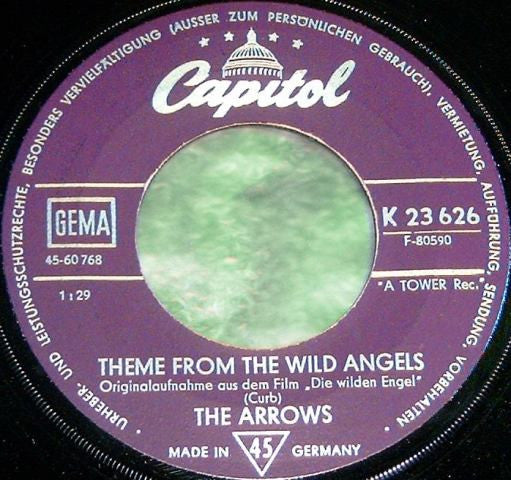 URHEBER- UND LEISTUNGSSCHUTZRECHTE, BESONDERS VERVIELFÄLTIGUNG (AUSSER ZUM PERSÖNLICHEN GEBRAUCH), VERMIETUNG, AUFFÜHRUNG, SENDUNG, VORBEHALTEN
Capitol
GEMA
K 23 626
F-80590
45-60 768
1:29
"A TOWER Rec."
THEME FROM THE WILD ANGELS
Originalaufnahme aus dem Film „Die wilden Engel"
(Curb)
THE ARROWS
MADE IN 45 GERMANY